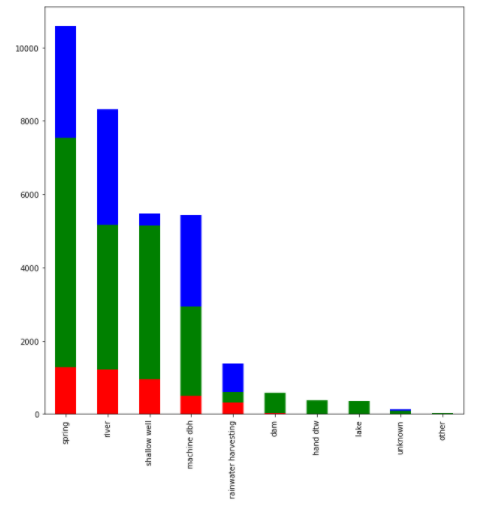 10000
8000
6000
4000
2000
0
spring
river
shallow well
machine dbh
rainwater harvesting
dam
hand dtw
lake
unknown
other